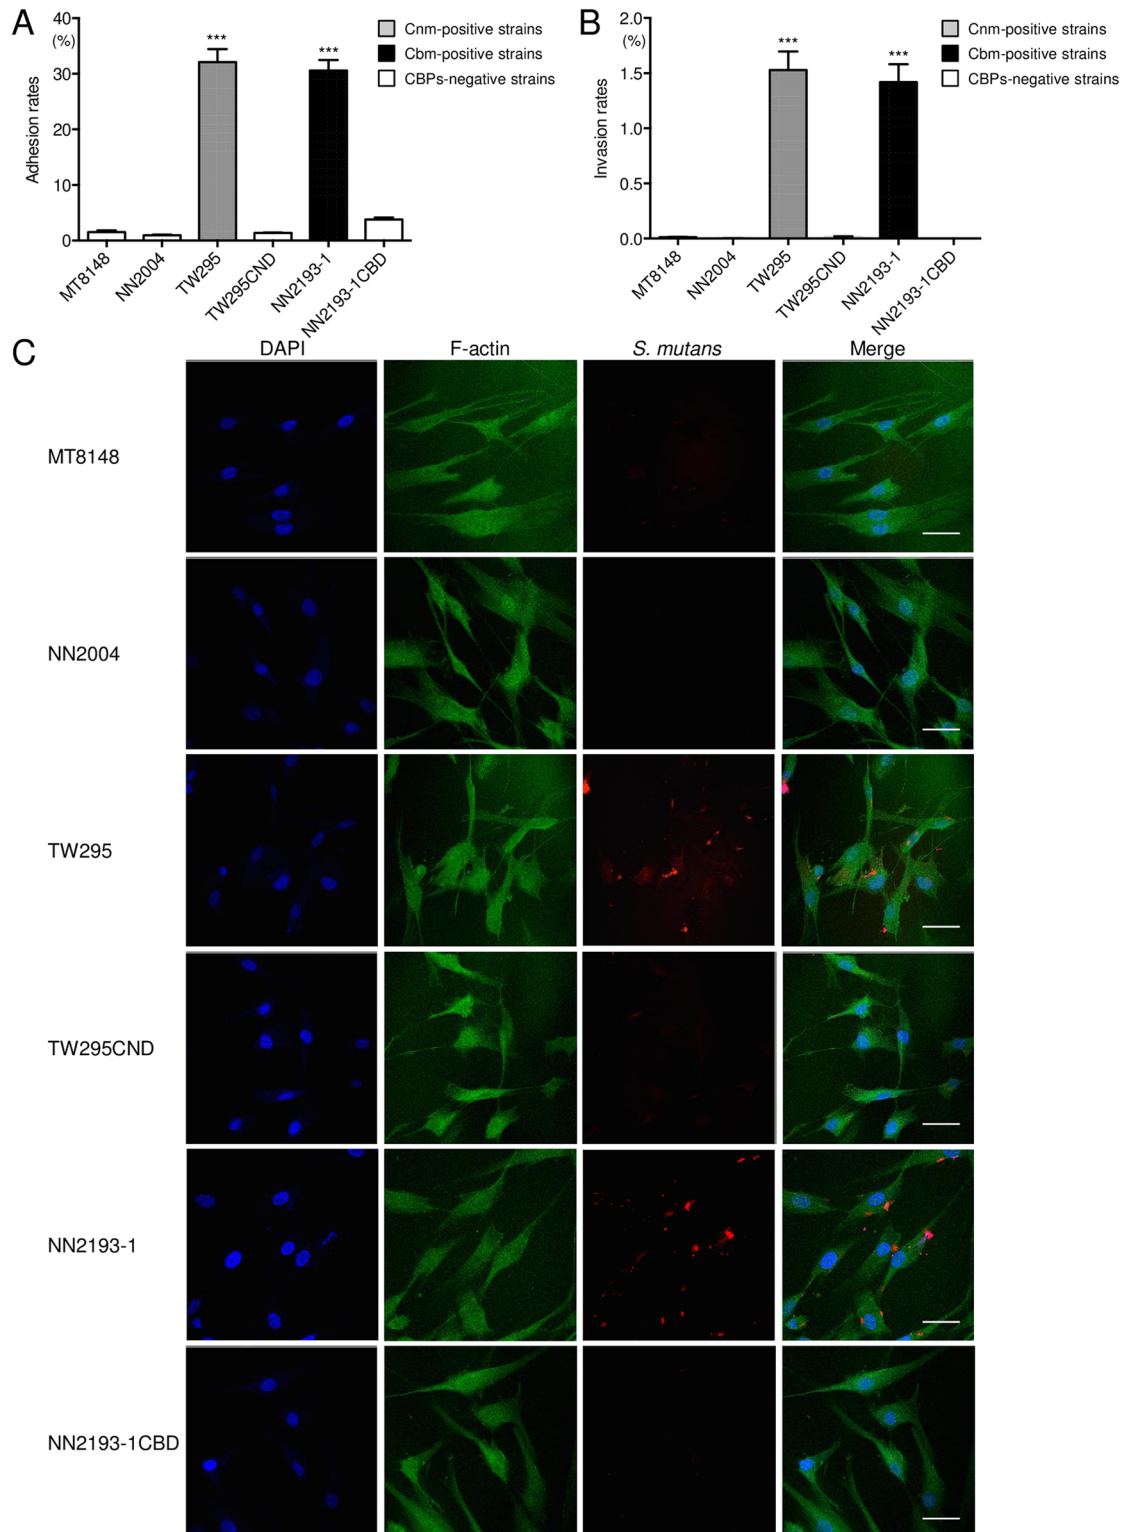 A
40
(%)
30
20
10
0
Adhesion rates
***
***
Cnm-positive strains
Cbm-positive strains
CBPs-negative strains
MT8148
NN2004
TW295
TW295CND
NN2193-1
NN2193-1CBD
B
2.0
(%)
1.5
1.0
0.5
0.0
Invasion rates
***
***
Cnm-positive strains
Cbm-positive strains
CBPs-negative strains
MT8148
NN2004
TW295
TW295CND
NN2193-1
NN2193-1CBD
C
DAPI F-actin S. mutans Merge
MT8148
NN2004
TW295
TW295CND
NN2193-1
NN2193-1CBD